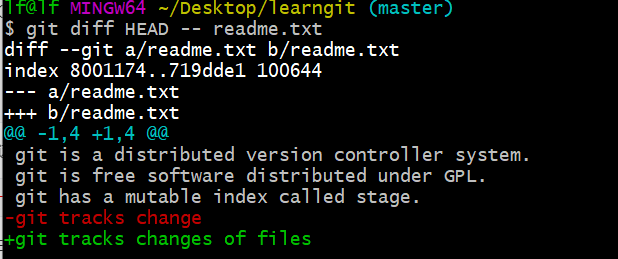 lf@lf MINGW64 ~/Desktop/learngit (master)
$ git diff HEAD -- readme.txt
diff --git a/readme.txt b/readme.txt
index 8001174..719dde1 100644
--- a/readme.txt
+++ b/readme.txt
@@ -1,4 +1,4 @@
 git is a distributed version controller system.
 git is free software distributed under GPL.
 git has a mutable index called stage.
-git tracks change
+git tracks changes of files